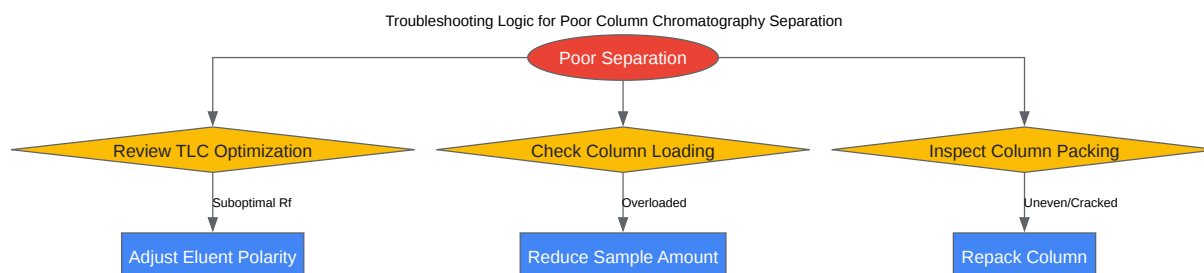 Troubleshooting Logic for Poor Column Chromatography Separation
Poor Separation
Review TLC Optimization
Check Column Loading
Inspect Column Packing
Suboptimal Rf
Overloaded
Uneven/Cracked
Adjust Eluent Polarity
Reduce Sample Amount
Repack Column